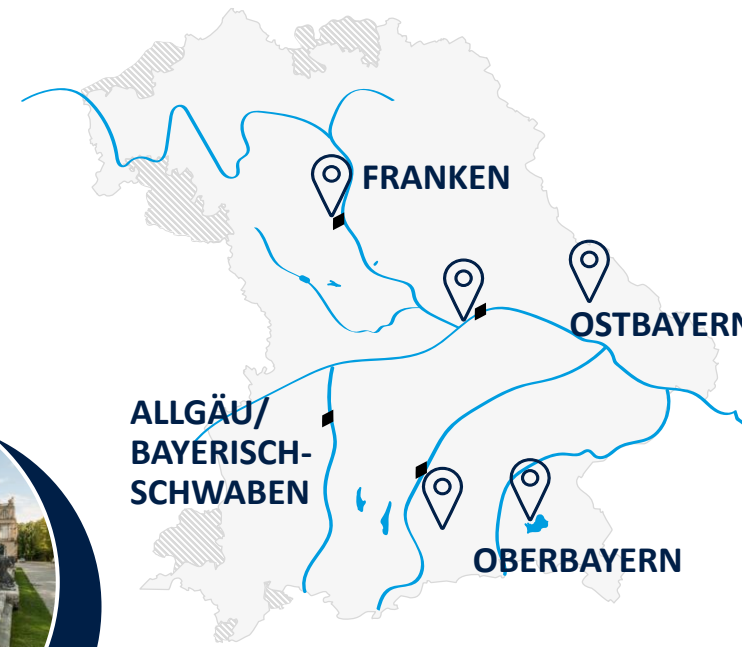 FRANKEN
OSTBAYERN
ALLGÄU/
BAYERISCH-
SCHWABEN
OBERBAYERN